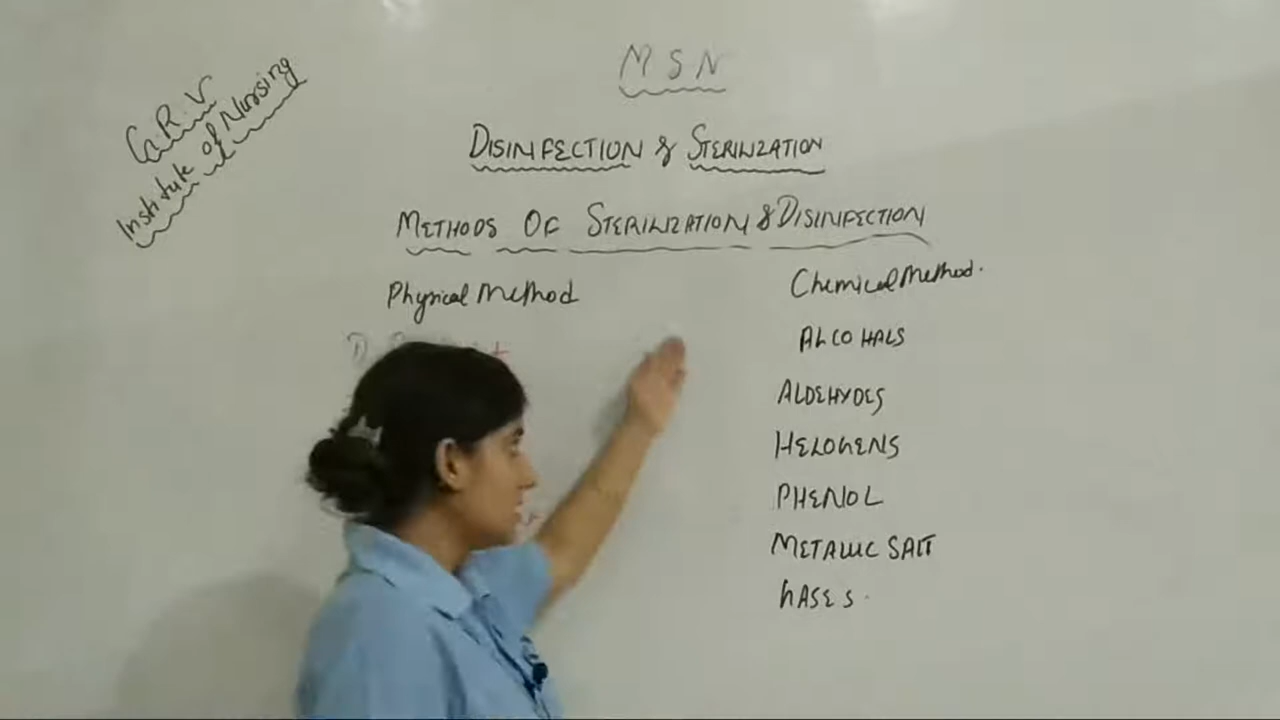 G.R.V
Institute of Nursing
MSN
DISINFECTION & STERILIZATION
METHODS OF STERILIZATION & DISINFECTION
Physical Method
Chemical Method.
ALCOHALS
ALDEHYDES
HELOGENS
PHENOL
METALLIC SALT
GASES.